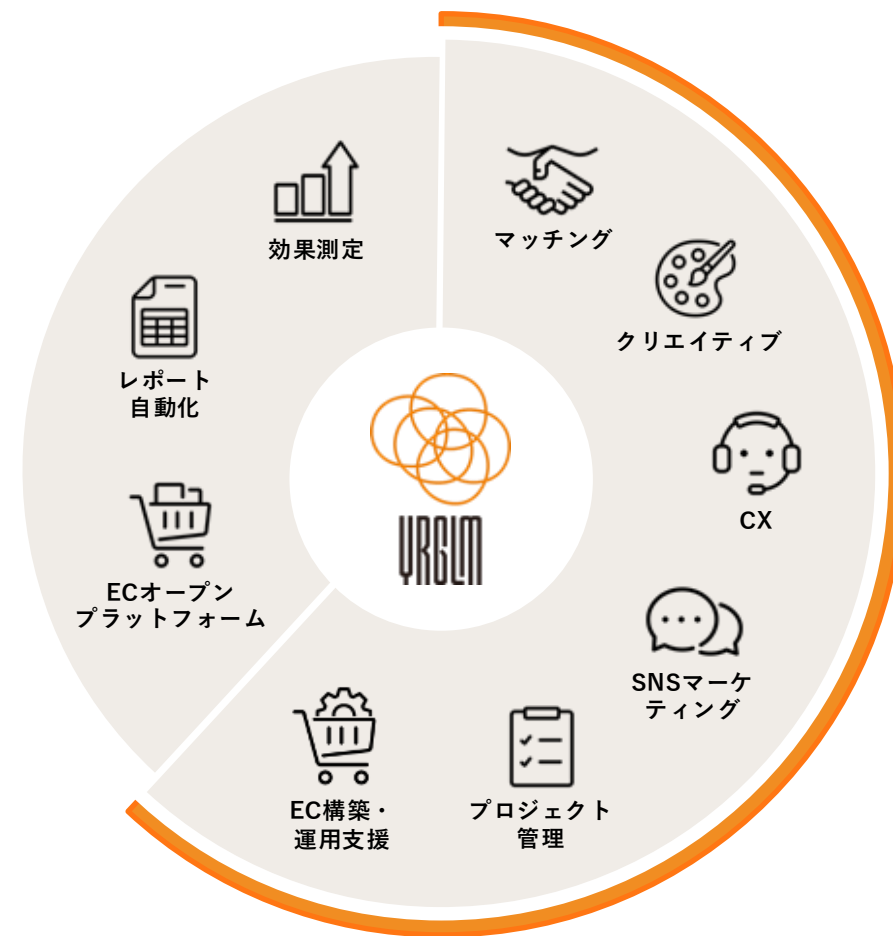 効果測定
マッチング
クリエイティブ
レポート
自動化
CX
YRGLM
ECオープン
プラットフォーム
SNSマーケ
ティング
EC構築・
運用支援
プロジェクト
管理